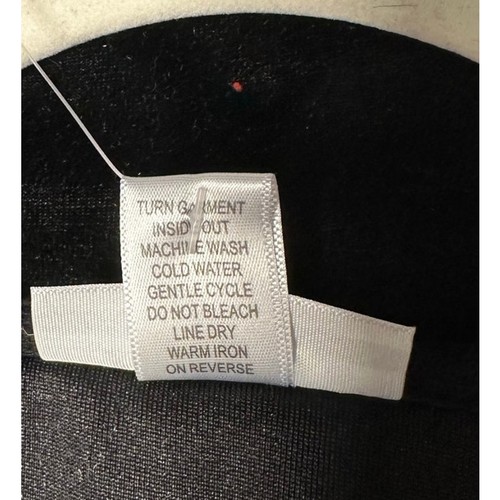 TURN GARMENT
INSIDE OUT
MACHINE WASH
COLD WATER
GENTLE CYCLE
DO NOT BLEACH
LINE DRY
WARM IRON
ON REVERSE